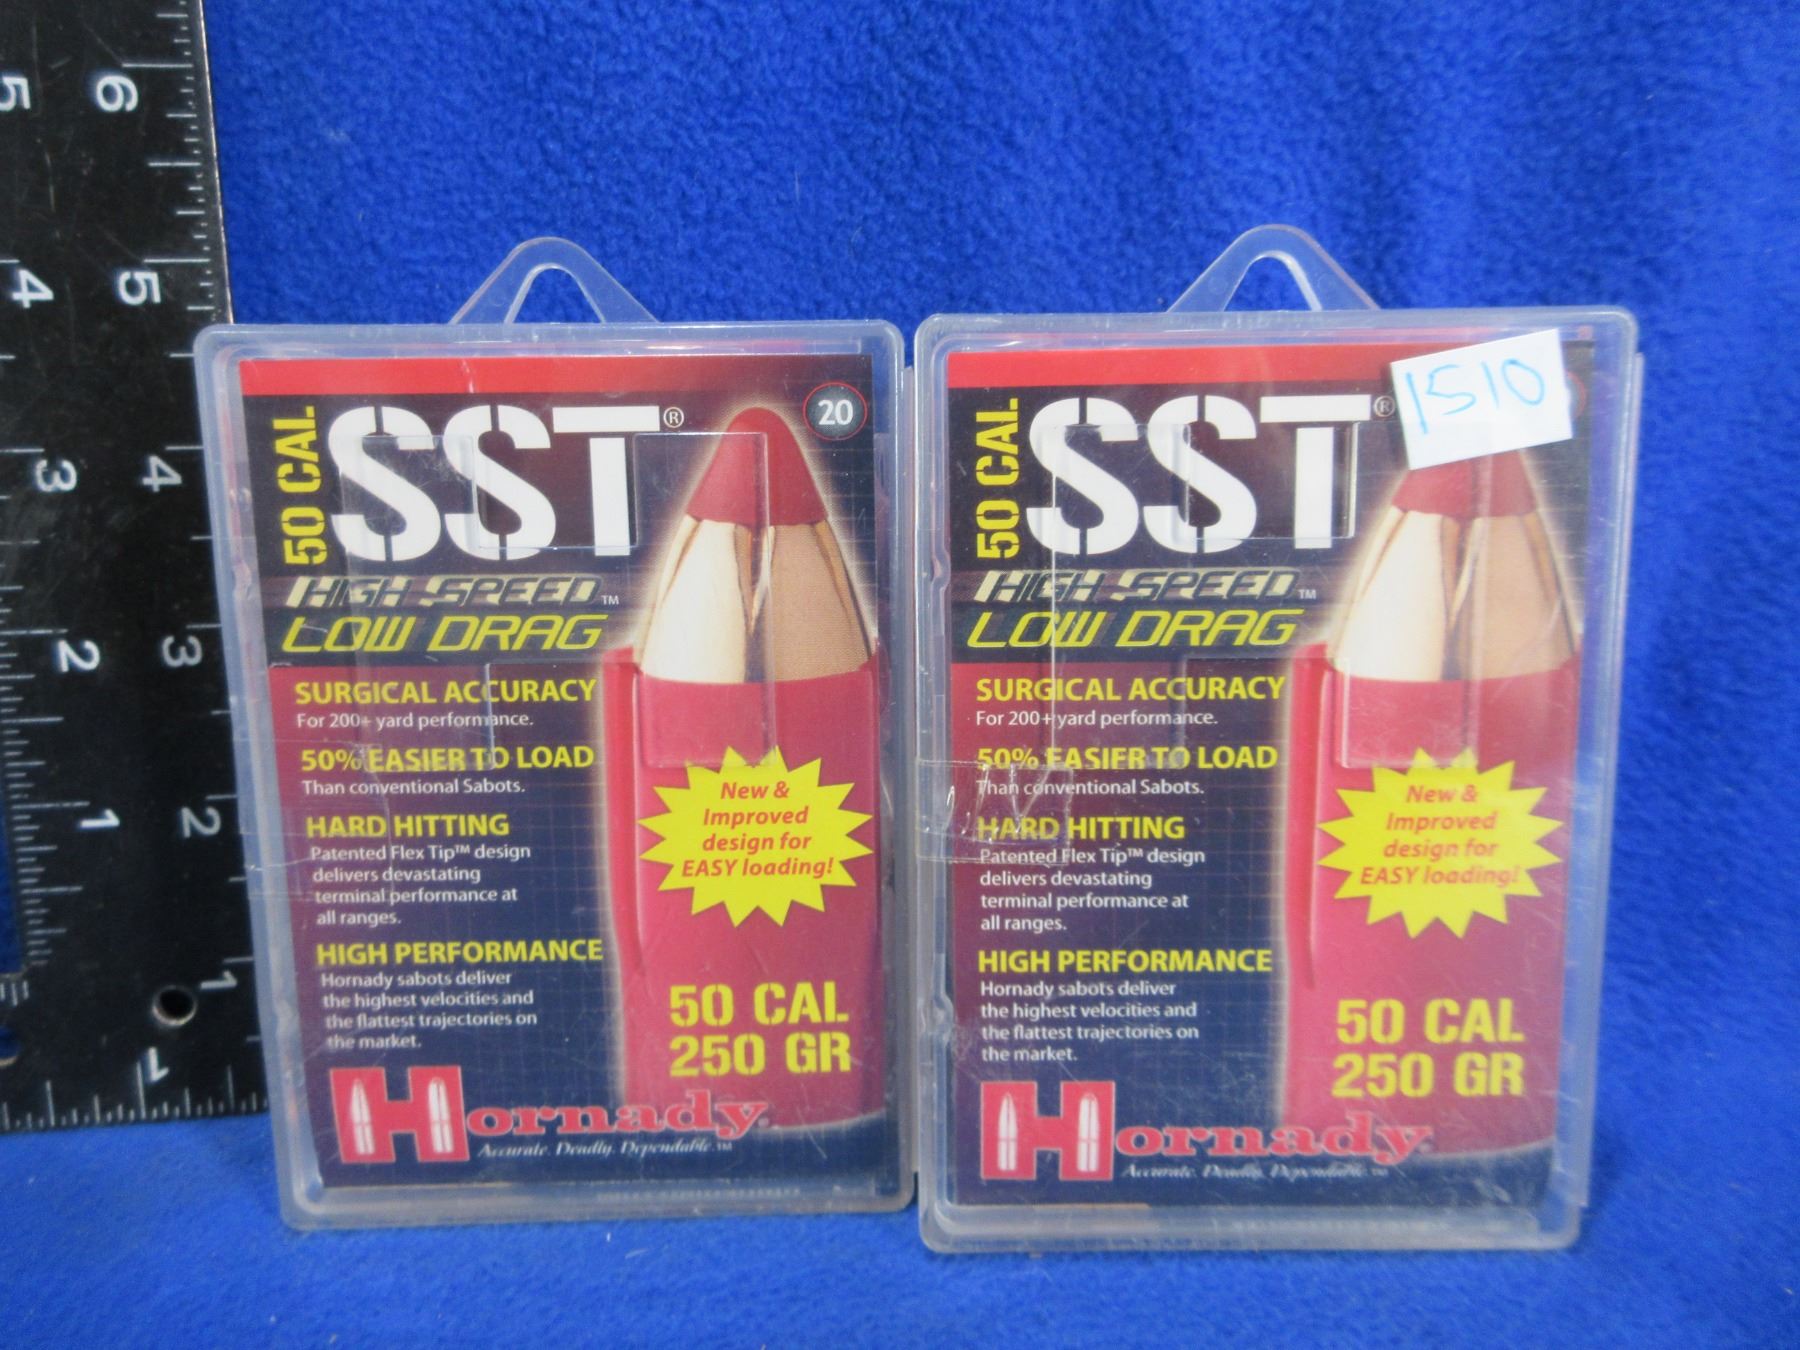 5 6
4 5
3 4
2 3
1 2
1
1
50 CAL
SST®
20
HIGH SPEED™
LOW DRAG
SURGICAL ACCURACY
For 200+ yard performance.
50% EASIER TO LOAD
Than conventional Sabots.
HARD HITTING
Patented Flex Tip™ design
delivers devastating
terminal performance at
all ranges.
HIGH PERFORMANCE
Hornady sabots deliver
the highest velocities and
the flattest trajectories on
the market.
New &
Improved
design for
EASY loading!
50 CAL
250 GR
Hornady®
Accurate. Deadly. Dependable.™
50 CAL
SST®
1510
HIGH SPEED™
LOW DRAG
SURGICAL ACCURACY
For 200+ yard performance.
50% EASIER TO LOAD
Than conventional Sabots.
HARD HITTING
Patented Flex Tip™ design
delivers devastating
terminal performance at
all ranges.
HIGH PERFORMANCE
Hornady sabots deliver
the highest velocities and
the flattest trajectories on
the market.
New &
Improved
design for
EASY loading!
50 CAL
250 GR
Hornady®
Accurate. Deadly. Dependable.™